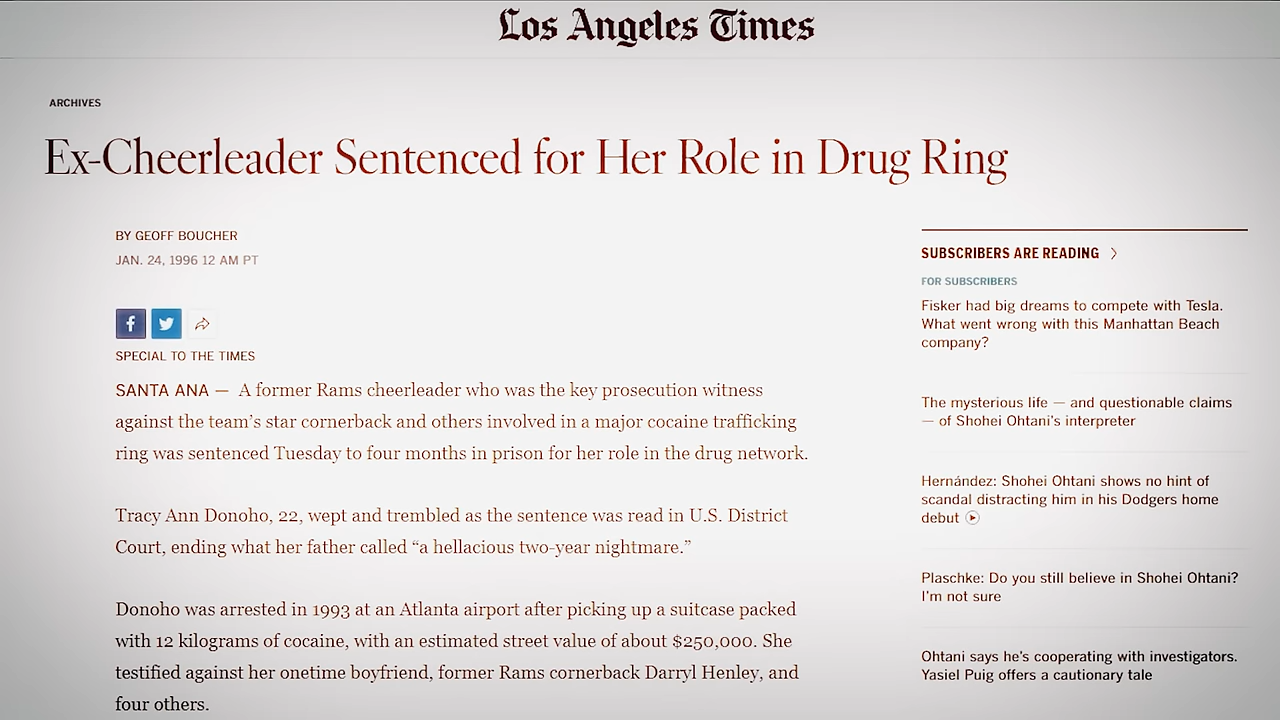 Los Angeles Times
ARCHIVES
Ex-Cheerleader Sentenced for Her Role in Drug Ring
BY GEOFF BOUCHER
JAN. 24, 1996 12 AM PT
SPECIAL TO THE TIMES
SANTA ANA — A former Rams cheerleader who was the key prosecution witness
against the team’s star cornerback and others involved in a major cocaine trafficking
ring was sentenced Tuesday to four months in prison for her role in the drug network.
Tracy Ann Donoho, 22, wept and trembled as the sentence was read in U.S. District
Court, ending what her father called “a hellacious two-year nightmare.”
Donoho was arrested in 1993 at an Atlanta airport after picking up a suitcase packed
with 12 kilograms of cocaine, with an estimated street value of about $250,000. She
testified against her onetime boyfriend, former Rams cornerback Darryl Henley, and
four others.
SUBSCRIBERS ARE READING
FOR SUBSCRIBERS
Fisker had big dreams to compete with Tesla.
What went wrong with this Manhattan Beach
company?
The mysterious life — and questionable claims
— of Shohei Ohtani’s interpreter
Hernández: Shohei Ohtani shows no hint of
scandal distracting him in his Dodgers home
debut
Plaschke: Do you still believe in Shohei Ohtani?
I’m not sure
Ohtani says he’s cooperating with investigators.
Yasiel Puig offers a cautionary tale